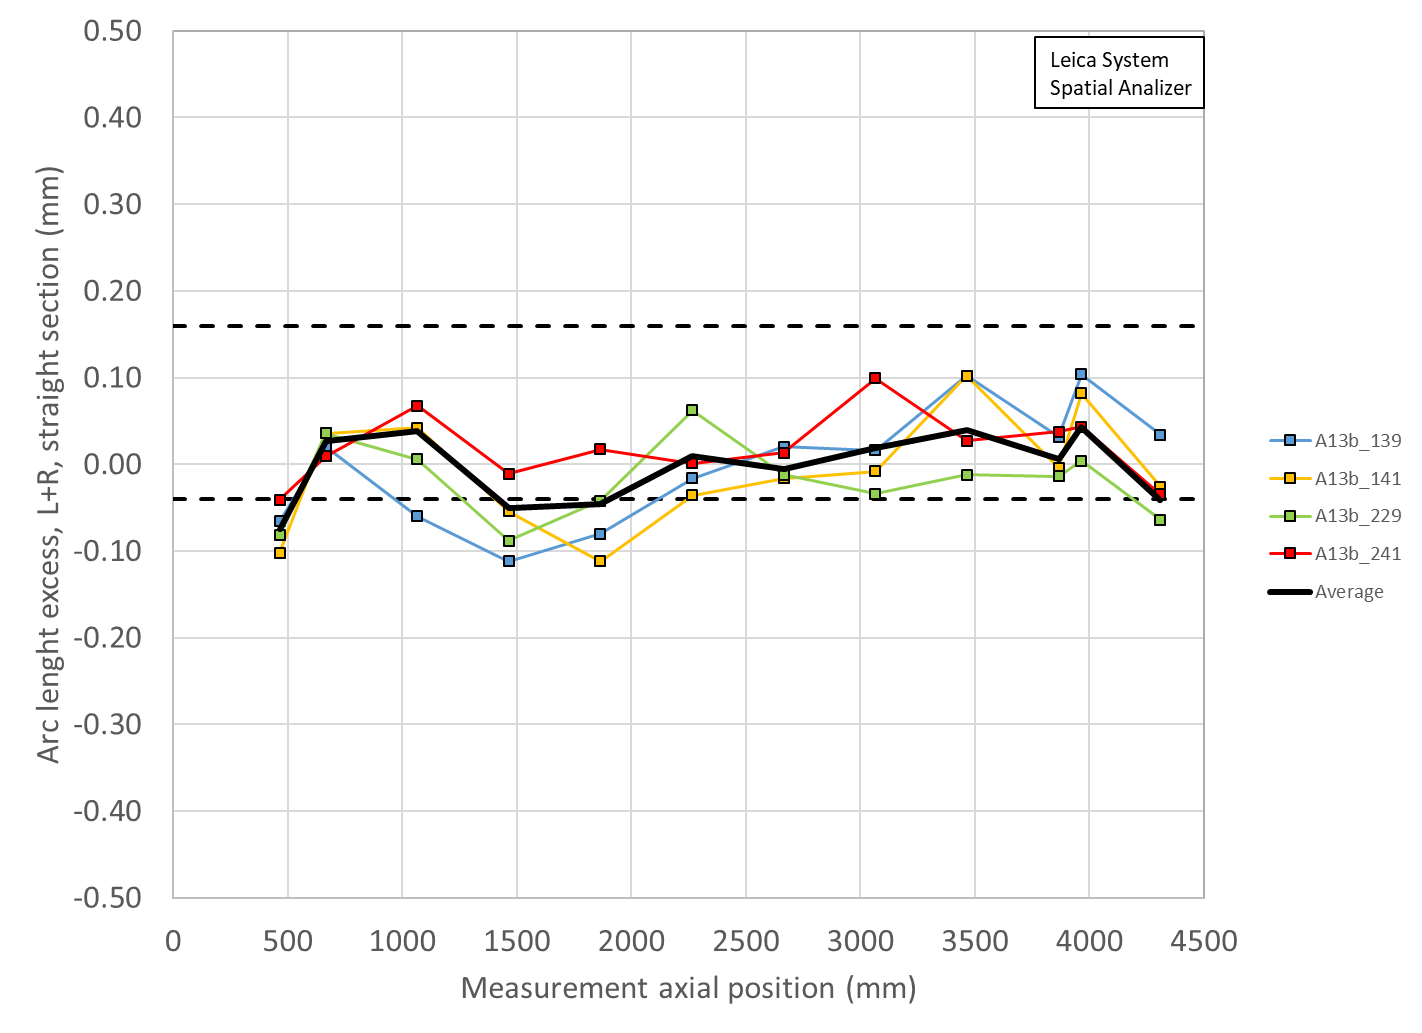 0.50
0.40
0.30
0.20
0.10
0.00
-0.10
-0.20
-0.30
-0.40
-0.50
Arc lenght excess, L+R, straight section (mm)
Leica System
Spatial Analizer
A13b_139
A13b_141
A13b_229
A13b_241
Average
0 500 1000 1500 2000 2500 3000 3500 4000 4500
Measurement axial position (mm)